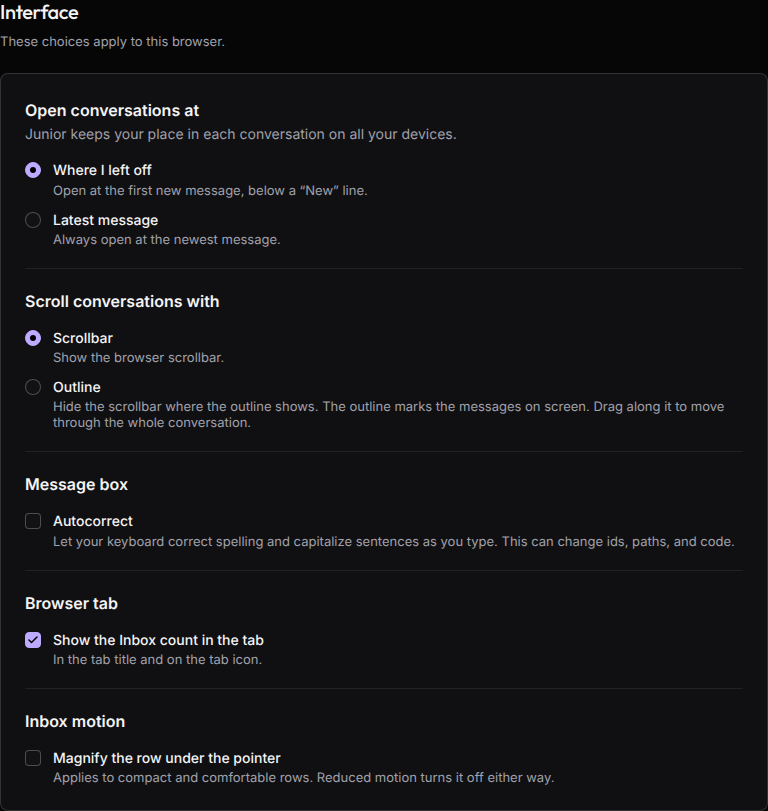 Interface
These choices apply to this browser.
Open conversations at
Junior keeps your place in each conversation on all your devices.
Where I left off
Open at the first new message, below a “New” line.
Latest message
Always open at the newest message.
Scroll conversations with
Scrollbar
Show the browser scrollbar.
Outline
Hide the scrollbar where the outline shows. The outline marks the messages on screen. Drag along it to move
through the whole conversation.
Message box
Autocorrect
Let your keyboard correct spelling and capitalize sentences as you type. This can change ids, paths, and code.
Browser tab
Show the Inbox count in the tab
In the tab title and on the tab icon.
Inbox motion
Magnify the row under the pointer
Applies to compact and comfortable rows. Reduced motion turns it off either way.